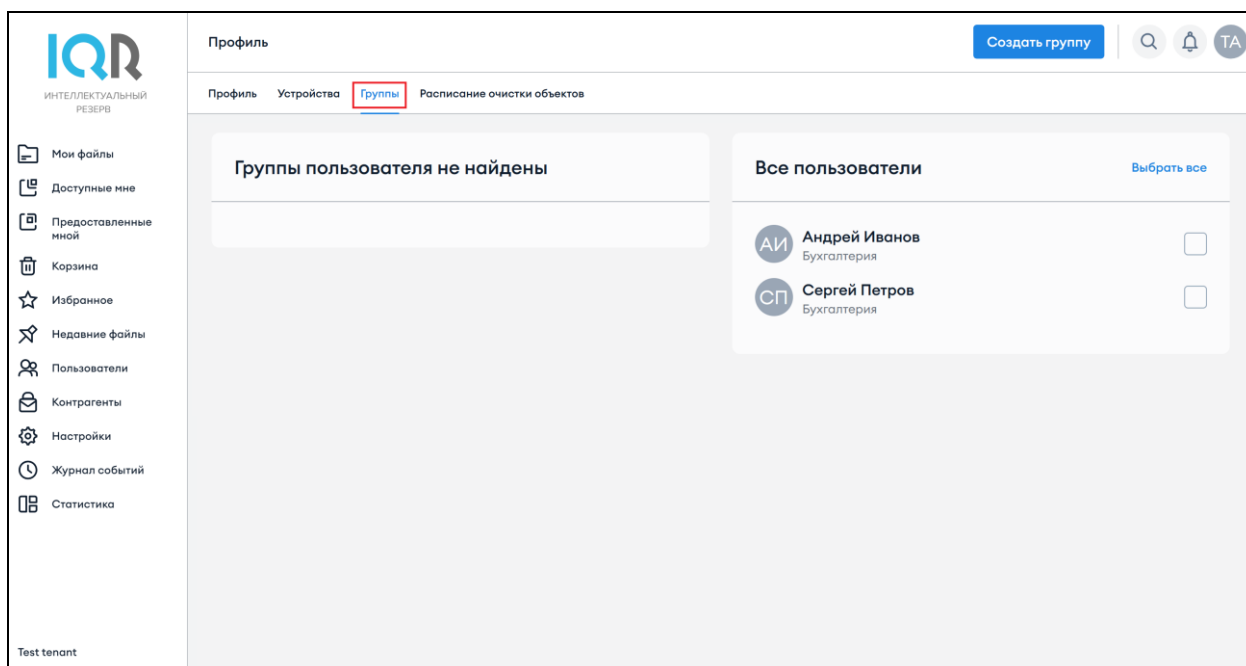 IQR
ИНТЕЛЛЕКТУАЛЬНЫЙ
РЕЗЕРВ
Профиль
Создать группу
ТА
Профиль Устройства Группы Расписание очистки объектов
Мои файлы
Доступные мне
Предоставленные
мной
Корзина
Избранное
Недавние файлы
Пользователи
Контрагенты
Настройки
Журнал событий
Статистика
Test tenant
Группы пользователя не найдены
Все пользователи
Выбрать все
АИ
Андрей Иванов
Бухгалтерия
СП
Сергей Петров
Бухгалтерия